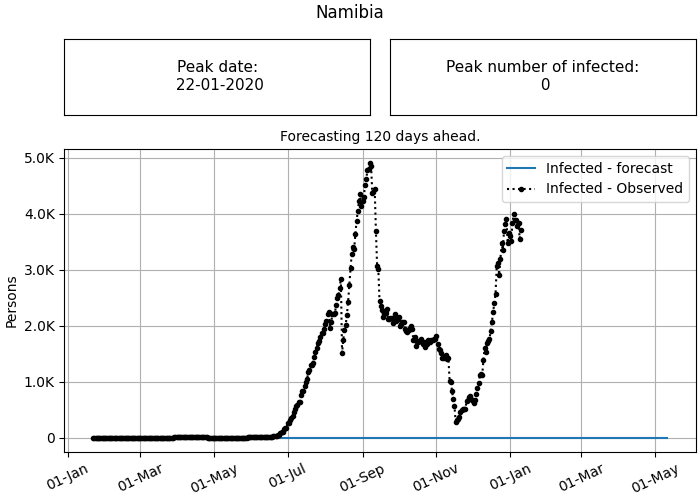 Namibia
Peak date:
22-01-2020
Peak number of infected:
0
Forecasting 120 days ahead.
Infected - forecast
Infected - Observed
Persons
5.0K
4.0K
3.0K
2.0K
1.0K
0
01-Jan
01-Mar
01-May
01-Jul
01-Sep
01-Nov
01-Jan
01-Mar
01-May